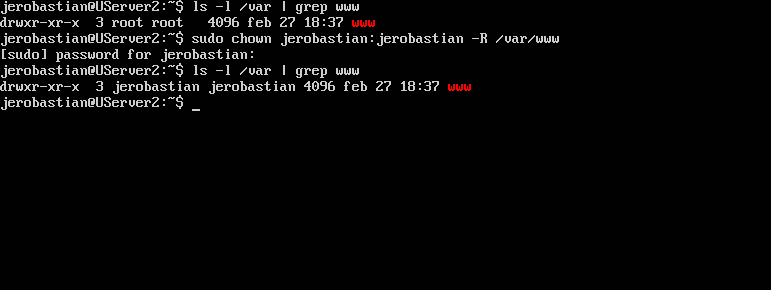 jerobastian@UServer2:~$ ls -l /var | grep www
drwxr-xr-x  3 root root   4096 feb 27 18:37 www
jerobastian@UServer2:~$ sudo chown jerobastian:jerobastian -R /var/www
[sudo] password for jerobastian:
jerobastian@UServer2:~$ ls -l /var | grep www
drwxr-xr-x  3 jerobastian jerobastian 4096 feb 27 18:37 www
jerobastian@UServer2:~$ _